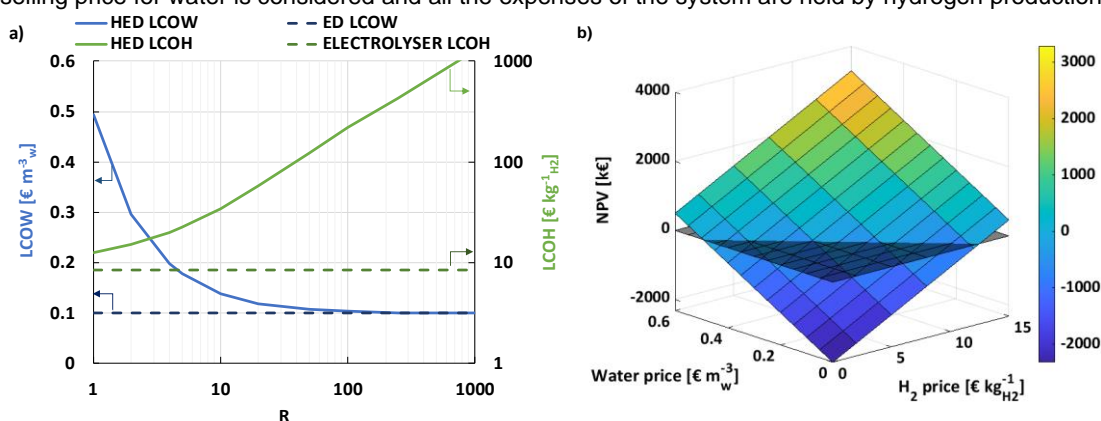 selling price for water is considered and all the expenses of the system are held by hydrogen production
a)
HED LCOW
ED LCOW
HED LCOH
ELECTROLYSER LCOH
0.6
0.5
0.4
0.3
0.2
0.1
0
LCOW [€ m⁻³w]
1
10
100
1000
R
1000
100
10
1
LCOH [€ kg⁻¹H2]
b)
4000
2000
0
-2000
NPV [k€]
0.6
0.4
0.2
0
Water price [€ m⁻³w]
0
5
10
15
H₂ price [€ kg⁻¹H2]
3000
2000
1000
0
-1000
-2000